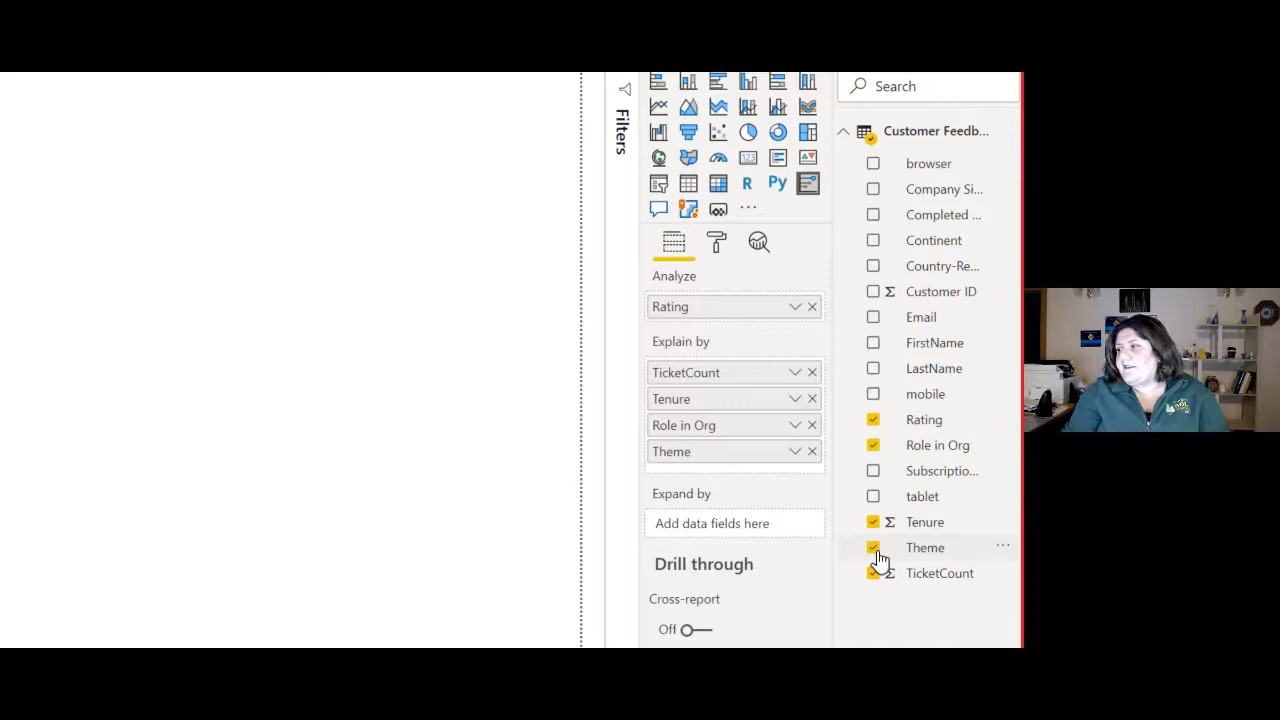 Filters
R
Py
123
...
Analyze
Rating
Explain by
TicketCount
Tenure
Role in Org
Theme
Expand by
Add data fields here
Drill through
Cross-report
Off
Search
Customer Feedb...
browser
Company Si...
Completed ...
Continent
Country-Re...
Σ Customer ID
Email
FirstName
LastName
mobile
Rating
Role in Org
Subscriptio...
tablet
Σ Tenure
Theme ...
Σ TicketCount